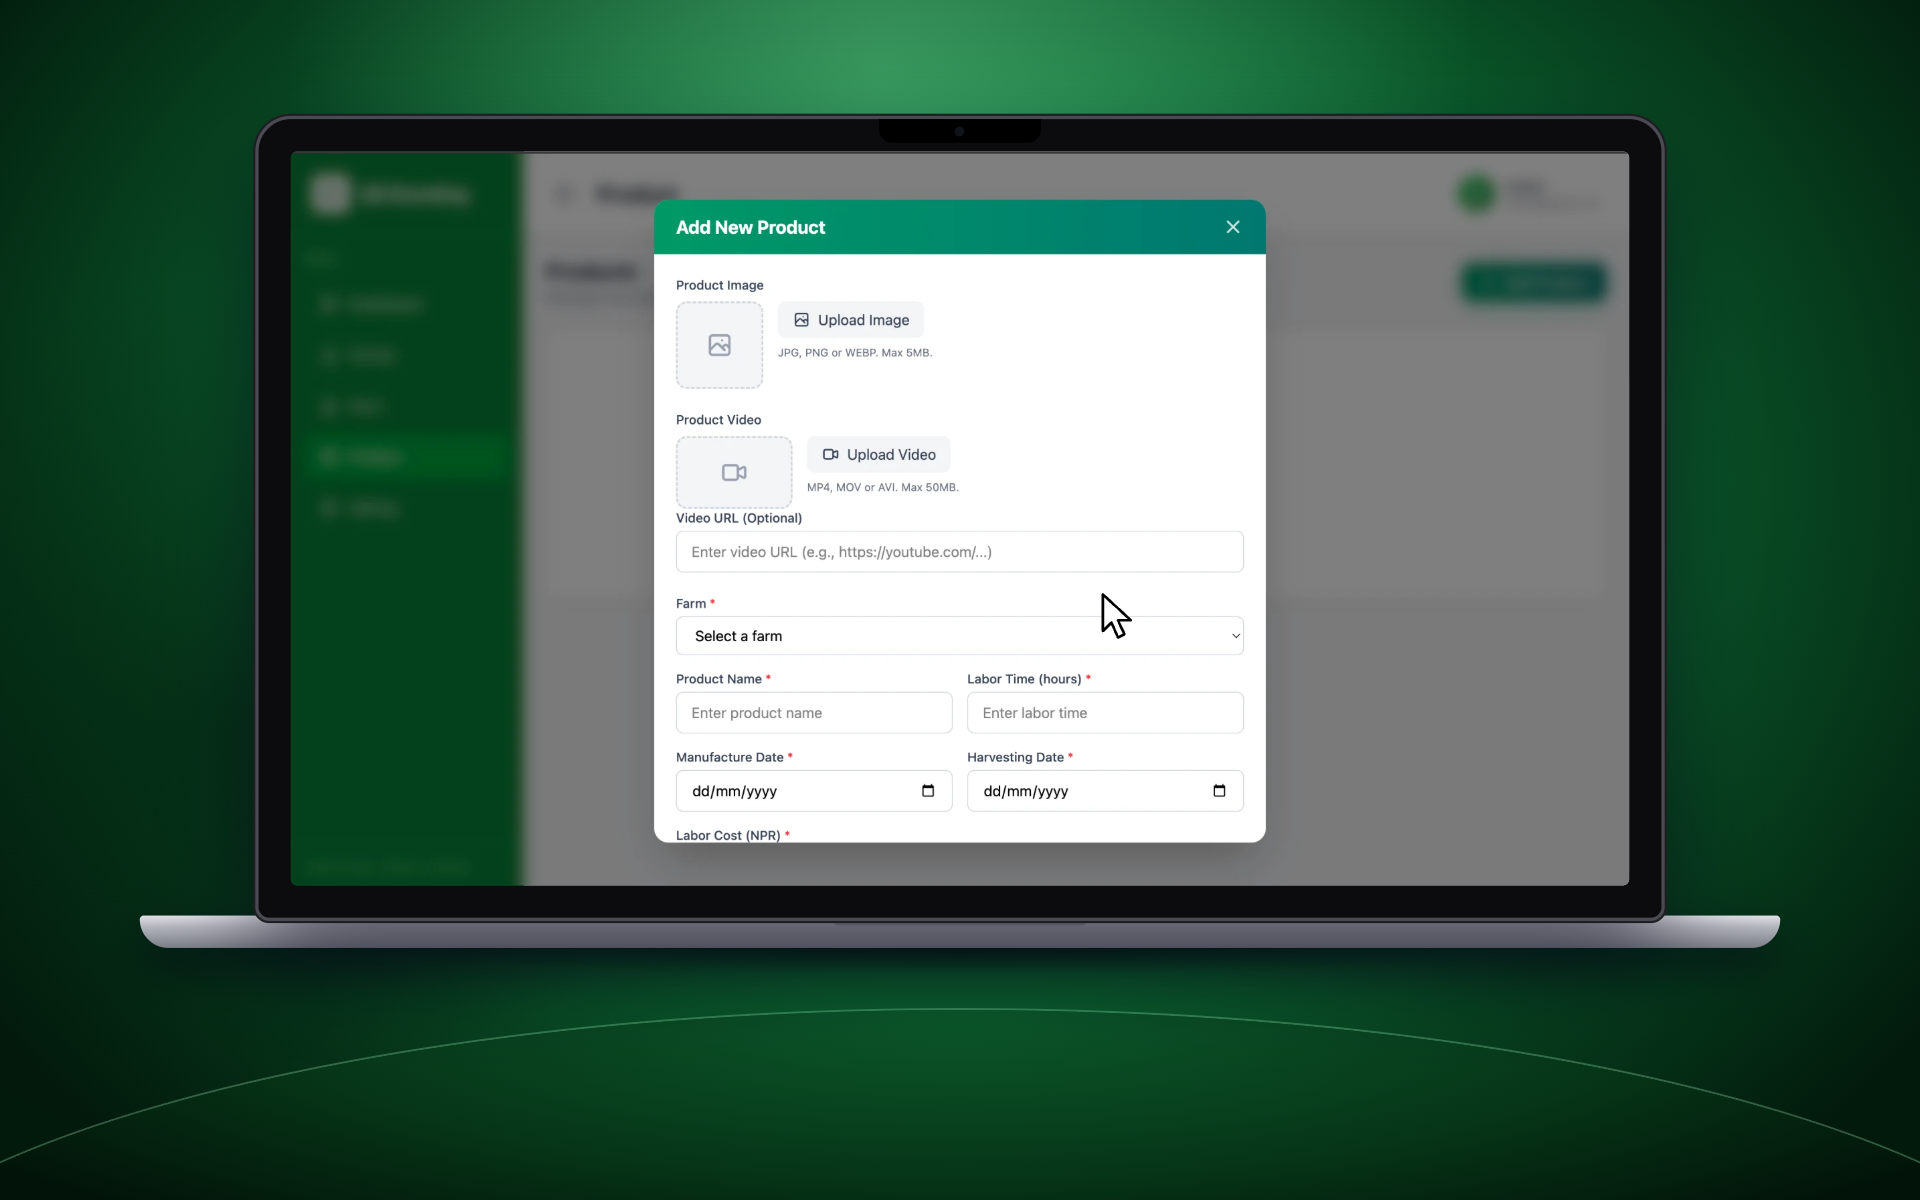 Add New Product
Product Image
Upload Image
JPG, PNG or WEBP. Max 5MB.
Product Video
Upload Video
MP4, MOV or AVI. Max 50MB.
Video URL (Optional)
Enter video URL (e.g., https://youtube.com/...)
Farm *
Select a farm
Product Name * Labor Time (hours) *
Enter product name Enter labor time
Manufacture Date * Harvesting Date *
dd/mm/yyyy dd/mm/yyyy
Labor Cost (NPR) *